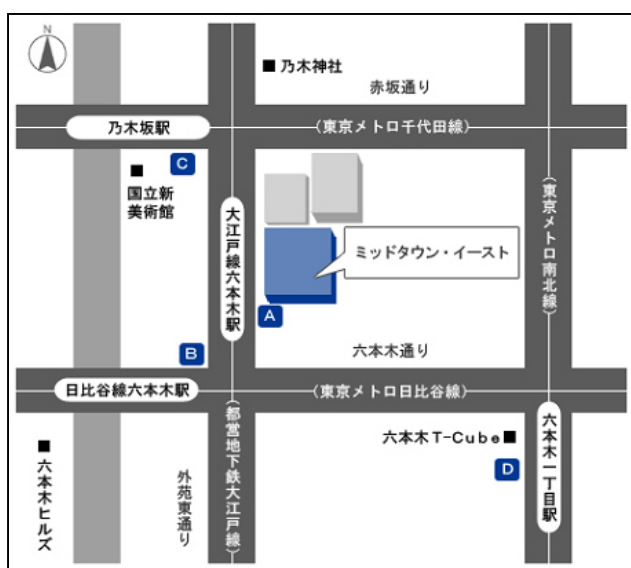 N
乃木神社
赤坂通り
乃木坂駅
(東京メトロ千代田線)
C
国立新
美術館
大江戸線六本木駅
(東京メトロ南北線)
ミッドタウン・イースト
A
B
六本木通り
日比谷線六本木駅
(東京メトロ日比谷線)
六本木T-Cube
D
六本木一丁目駅
六本木ヒルズ
外苑東通り
(都営地下鉄大江戸線)